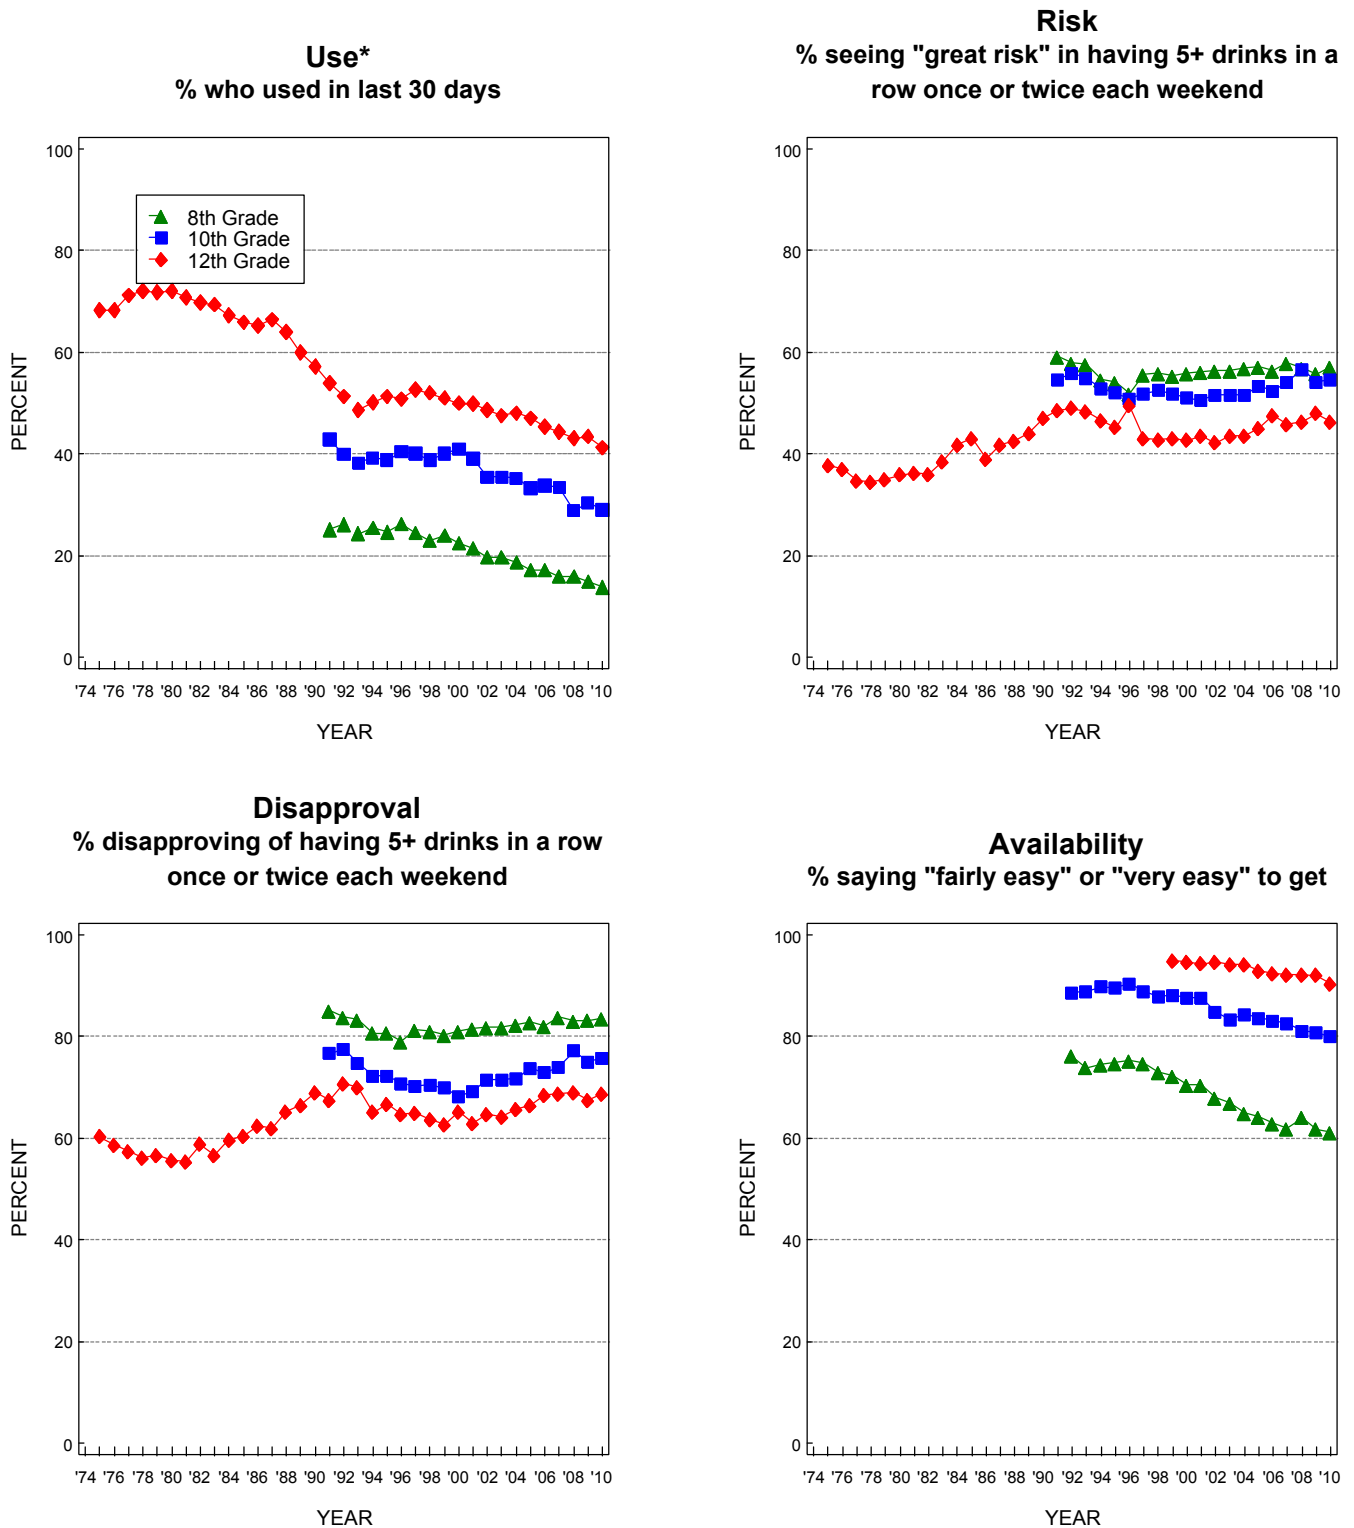 Use*
% who used in last 30 days
100
80
60
40
20
0
PERCENT
8th Grade
10th Grade
12th Grade
'74 '76 '78 '80 '82 '84 '86 '88 '90 '92 '94 '96 '98 '00 '02 '04 '06 '08 '10
YEAR
Risk
% seeing "great risk" in having 5+ drinks in a
row once or twice each weekend
100
80
60
40
20
0
PERCENT
'74 '76 '78 '80 '82 '84 '86 '88 '90 '92 '94 '96 '98 '00 '02 '04 '06 '08 '10
YEAR
Disapproval
% disapproving of having 5+ drinks in a row
once or twice each weekend
100
80
60
40
20
0
PERCENT
'74 '76 '78 '80 '82 '84 '86 '88 '90 '92 '94 '96 '98 '00 '02 '04 '06 '08 '10
YEAR
Availability
% saying "fairly easy" or "very easy" to get
100
80
60
40
20
0
PERCENT
'74 '76 '78 '80 '82 '84 '86 '88 '90 '92 '94 '96 '98 '00 '02 '04 '06 '08 '10
YEAR